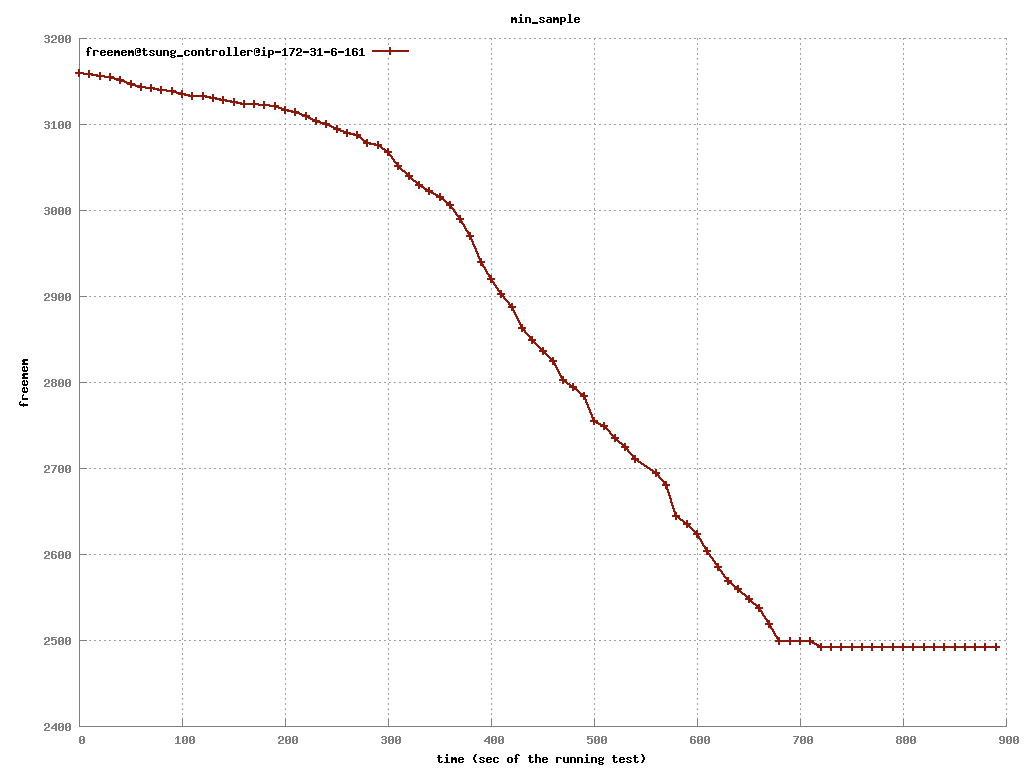 min_sample
3200
freemem@tsung_controller@ip-172-31-6-161
3100
3000
2900
2800
freemem
2700
2600
2500
2400
0 100 200 300 400 500 600 700 800 900
time (sec of the running test)